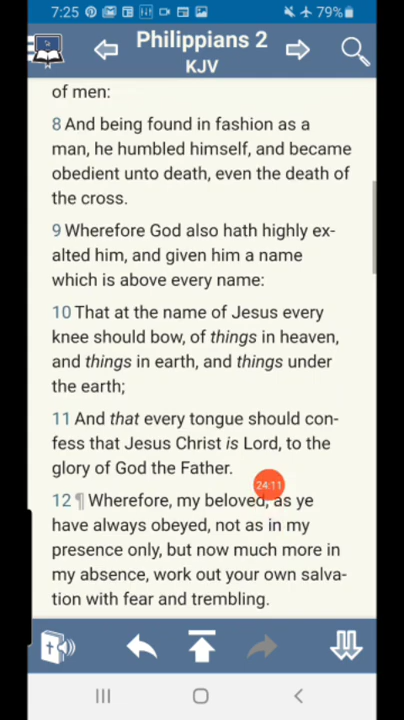 7:25 79%
Philippians 2
KJV
of men:
8 And being found in fashion as a
man, he humbled himself, and became
obedient unto death, even the death of
the cross.
9 Wherefore God also hath highly ex-
alted him, and given him a name
which is above every name:
10 That at the name of Jesus every
knee should bow, of things in heaven,
and things in earth, and things under
the earth;
11 And that every tongue should con-
fess that Jesus Christ is Lord, to the
glory of God the Father.
24:11
12 ¶ Wherefore, my beloved, as ye
have always obeyed, not as in my
presence only, but now much more in
my absence, work out your own salva-
tion with fear and trembling.